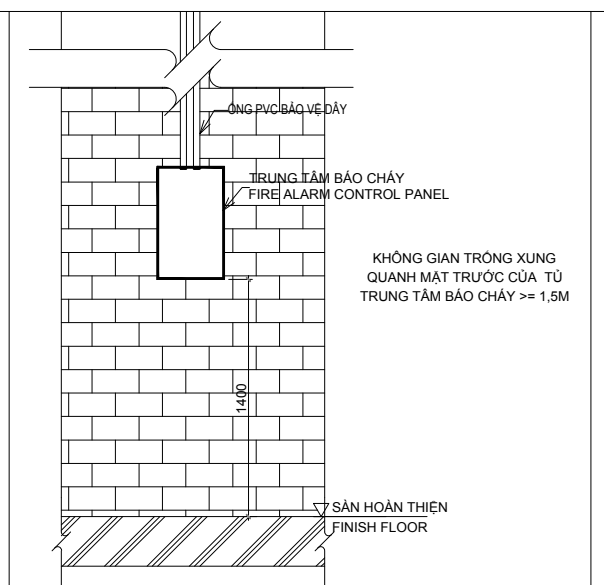 ỐNG PVC BẢO VỆ DÂY
TRUNG TÂM BÁO CHÁY
FIRE ALARM CONTROL PANEL
KHÔNG GIAN TRỐNG XUNG
QUANH MẶT TRƯỚC CỦA TỦ
TRUNG TÂM BÁO CHÁY >= 1,5M
1400
SÀN HOÀN THIỆN
FINISH FLOOR